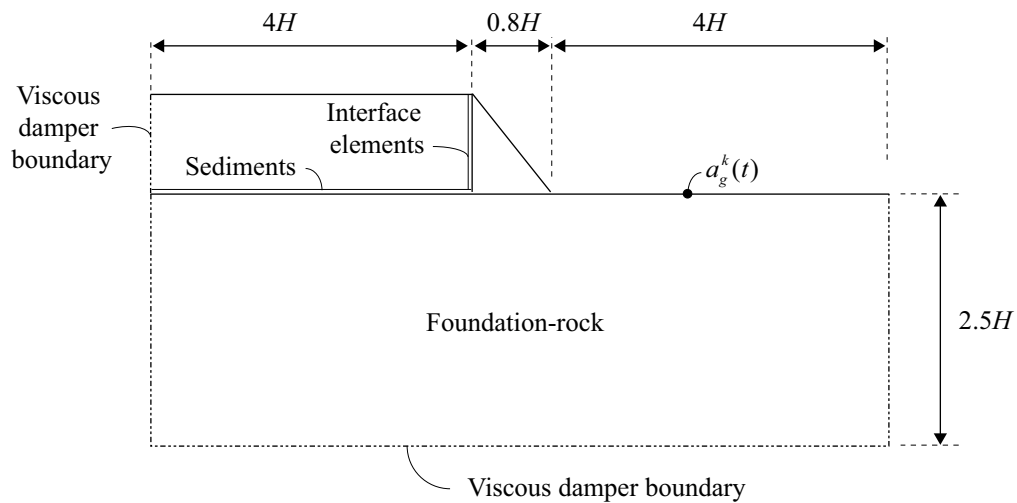 4H
0.8H
4H
Viscous
damper
boundary
Interface
elements
Sediments
a_g^k(t)
Foundation-rock
2.5H
Viscous damper boundary